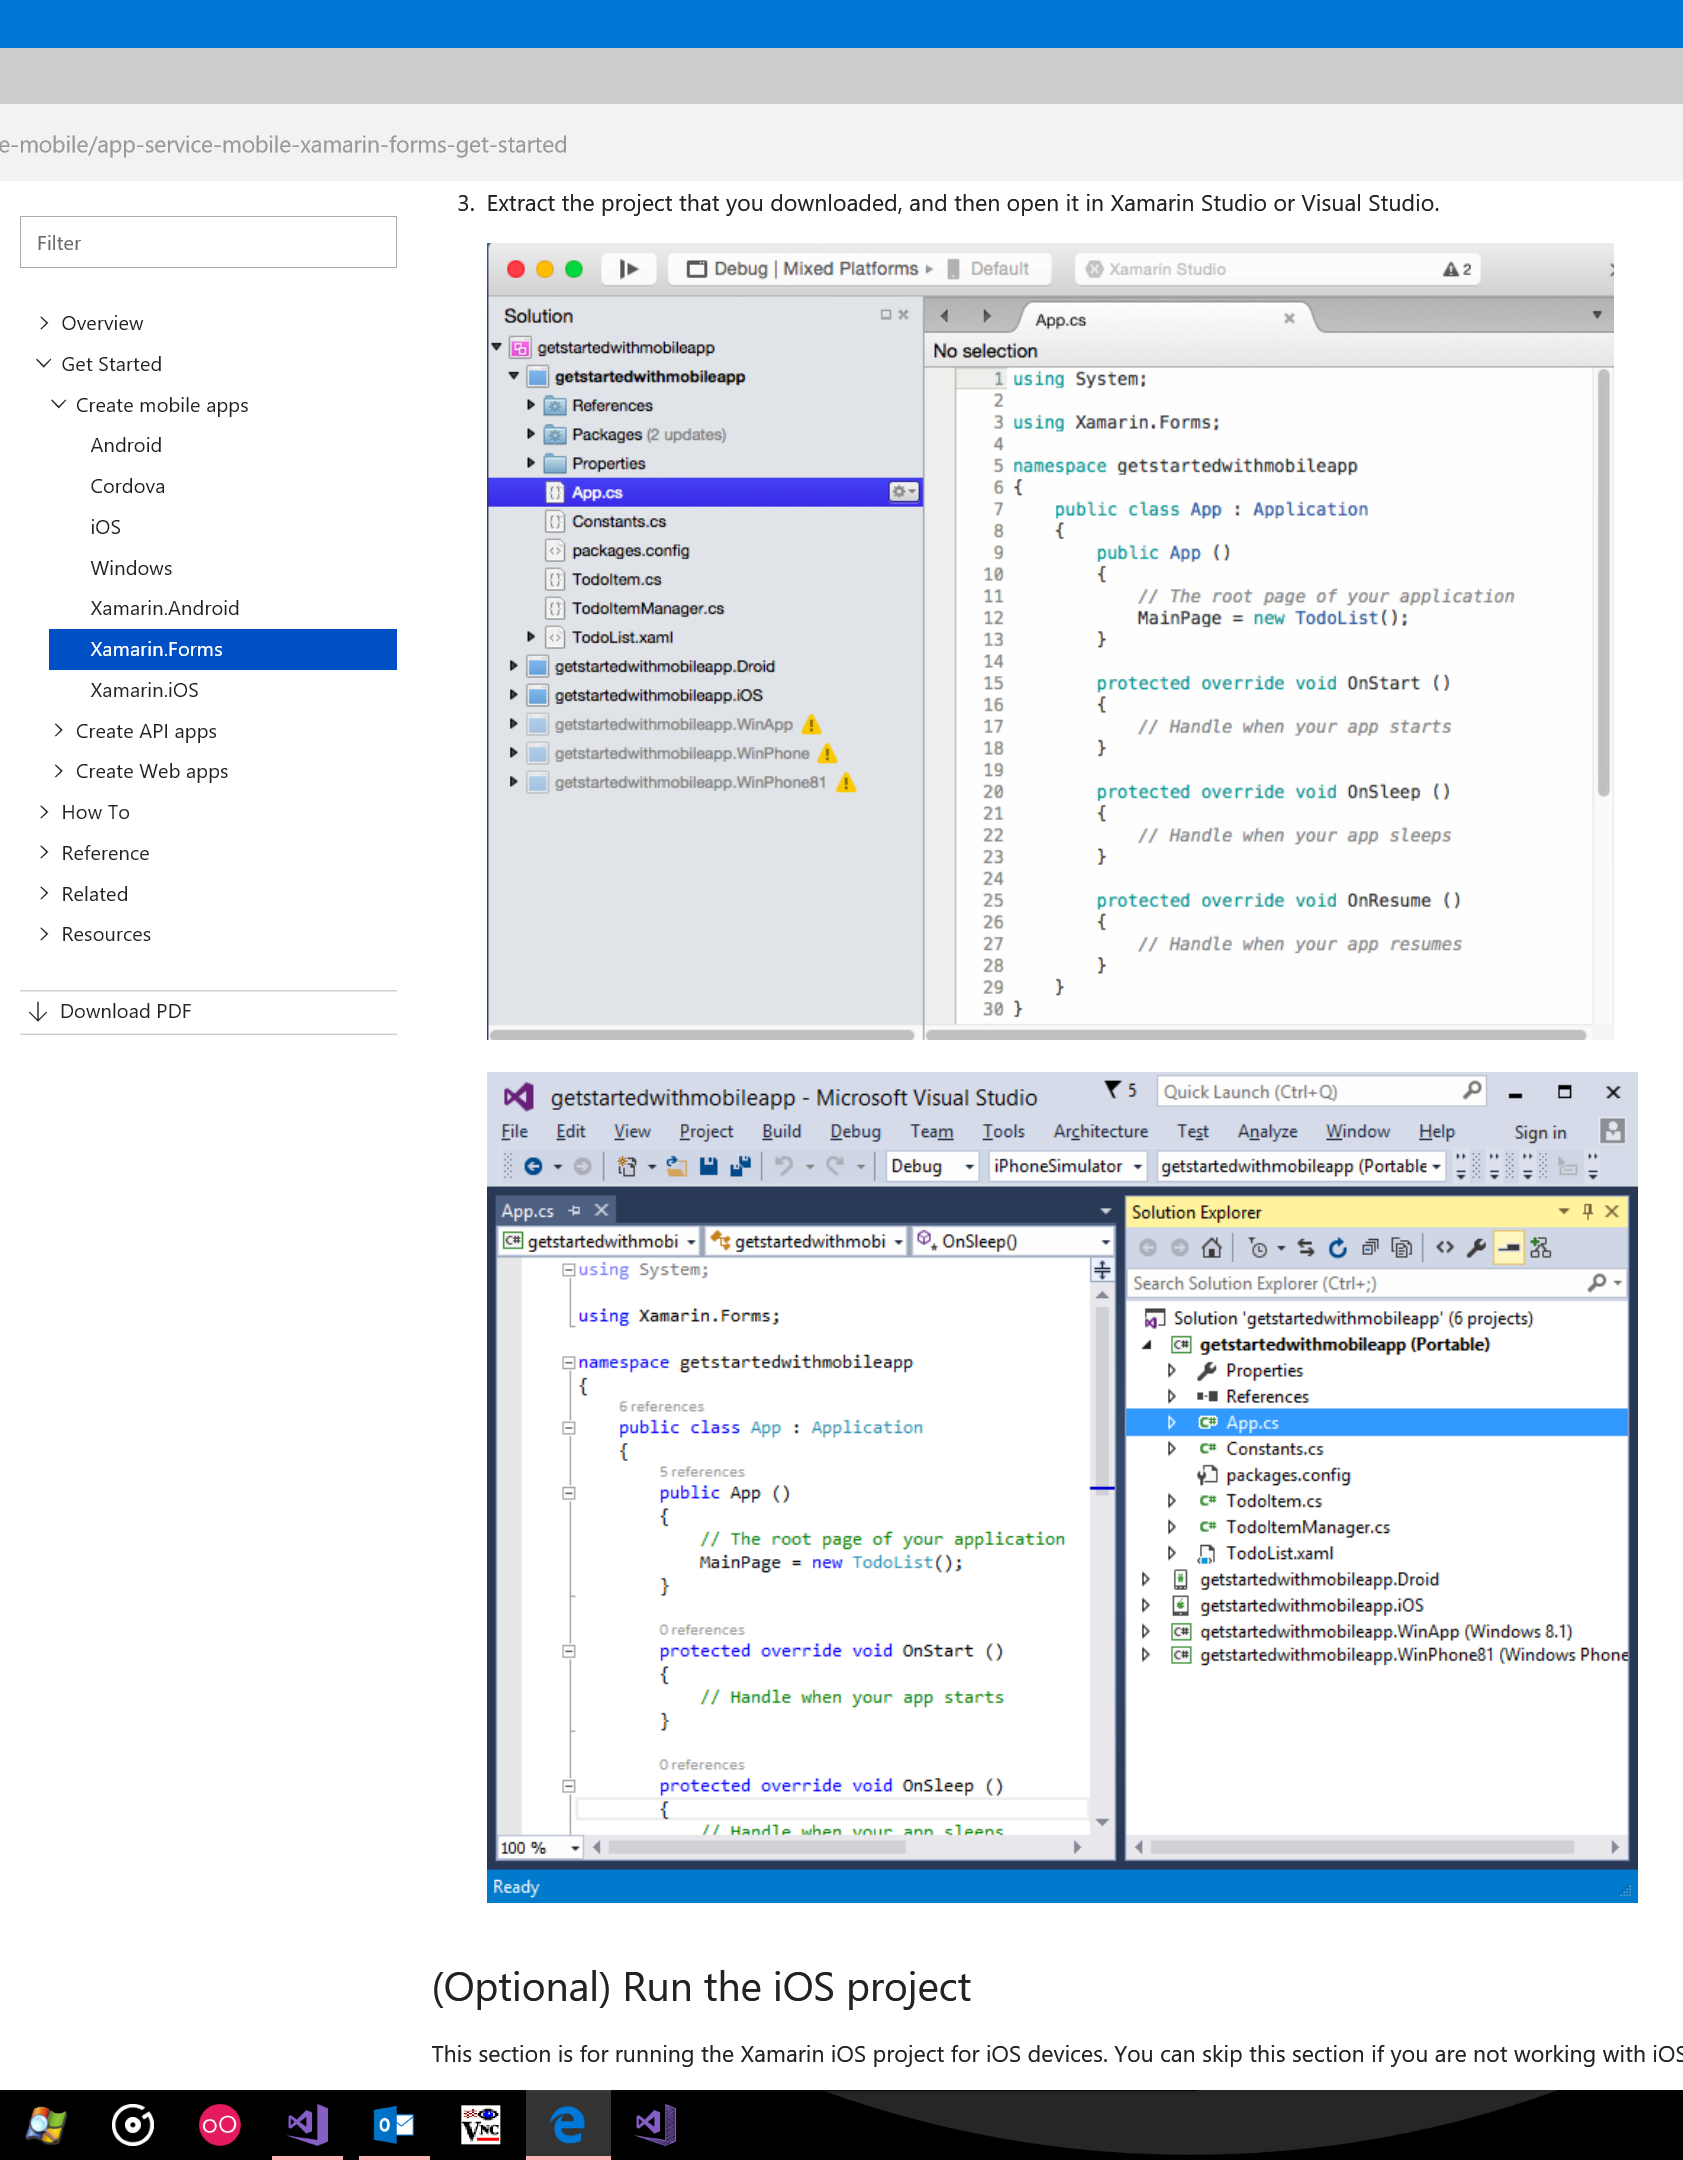 e-mobile/app-service-mobile-xamarin-forms-get-started
Filter
Overview
Get Started
Create mobile apps
Android
Cordova
iOS
Windows
Xamarin.Android
Xamarin.Forms
Xamarin.iOS
Create API apps
Create Web apps
How To
Reference
Related
Resources
Download PDF
3. Extract the project that you downloaded, and then open it in Xamarin Studio or Visual Studio.
Debug | Mixed Platforms Default
Xamarin Studio 2
Solution
getstartedwithmobileapp
getstartedwithmobileapp
References
Packages (2 updates)
Properties
App.cs
Constants.cs
packages.config
TodoItem.cs
TodoItemManager.cs
TodoList.xaml
getstartedwithmobileapp.Droid
getstartedwithmobileapp.iOS
getstartedwithmobileapp.WinApp
getstartedwithmobileapp.WinPhone
getstartedwithmobileapp.WinPhone81
App.cs
No selection
1 using System;
2
3 using Xamarin.Forms;
4
5 namespace getstartedwithmobileapp
6 {
7 public class App : Application
8 {
9 public App ()
10 {
11 // The root page of your application
12 MainPage = new TodoList();
13 }
14
15 protected override void OnStart ()
16 {
17 // Handle when your app starts
18 }
19
20 protected override void OnSleep ()
21 {
22 // Handle when your app sleeps
23 }
24
25 protected override void OnResume ()
26 {
27 // Handle when your app resumes
28 }
29 }
30 }
getstartedwithmobileapp - Microsoft Visual Studio
5
Quick Launch (Ctrl+Q)
File Edit View Project Build Debug Team Tools Architecture Test Analyze Window Help Sign in
Debug iPhoneSimulator getstartedwithmobileapp (Portable
App.cs
getstartedwithmobi getstartedwithmobi OnSleep()
using System;
using Xamarin.Forms;
namespace getstartedwithmobileapp
{
6 references
public class App : Application
{
5 references
public App ()
{
// The root page of your application
MainPage = new TodoList();
}
0 references
protected override void OnStart ()
{
// Handle when your app starts
}
0 references
protected override void OnSleep ()
{
// Handle when your app sleeps
100 %
Ready
Solution Explorer
Search Solution Explorer (Ctrl+;)
Solution 'getstartedwithmobileapp' (6 projects)
C# getstartedwithmobileapp (Portable)
Properties
References
C# App.cs
C# Constants.cs
packages.config
C# TodoItem.cs
C# TodoItemManager.cs
TodoList.xaml
getstartedwithmobileapp.Droid
getstartedwithmobileapp.iOS
C# getstartedwithmobileapp.WinApp (Windows 8.1)
C# getstartedwithmobileapp.WinPhone81 (Windows Phone
(Optional) Run the iOS project
This section is for running the Xamarin iOS project for iOS devices. You can skip this section if you are not working with iOS
VNC